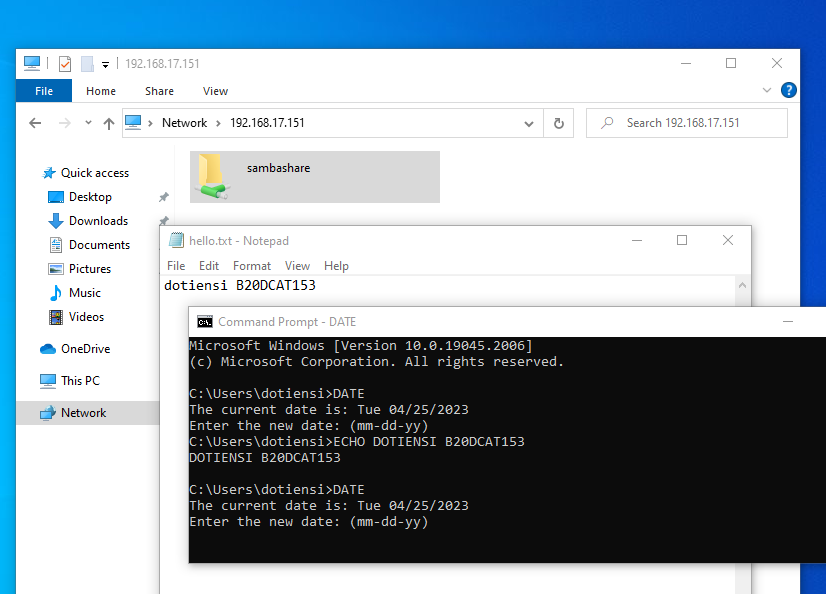 192.168.17.151
File Home Share View
Network 192.168.17.151 Search 192.168.17.151
Quick access
Desktop
Downloads
Documents
Pictures
Music
Videos
OneDrive
This PC
Network
sambashare
hello.txt - Notepad
File Edit Format View Help
dotiensi B20DCAT153
Command Prompt - DATE
Microsoft Windows [Version 10.0.19045.2006]
(c) Microsoft Corporation. All rights reserved.
C:\Users\dotiensi>DATE
The current date is: Tue 04/25/2023
Enter the new date: (mm-dd-yy)
C:\Users\dotiensi>ECHO DOTIENSI B20DCAT153
DOTIENSI B20DCAT153
C:\Users\dotiensi>DATE
The current date is: Tue 04/25/2023
Enter the new date: (mm-dd-yy)